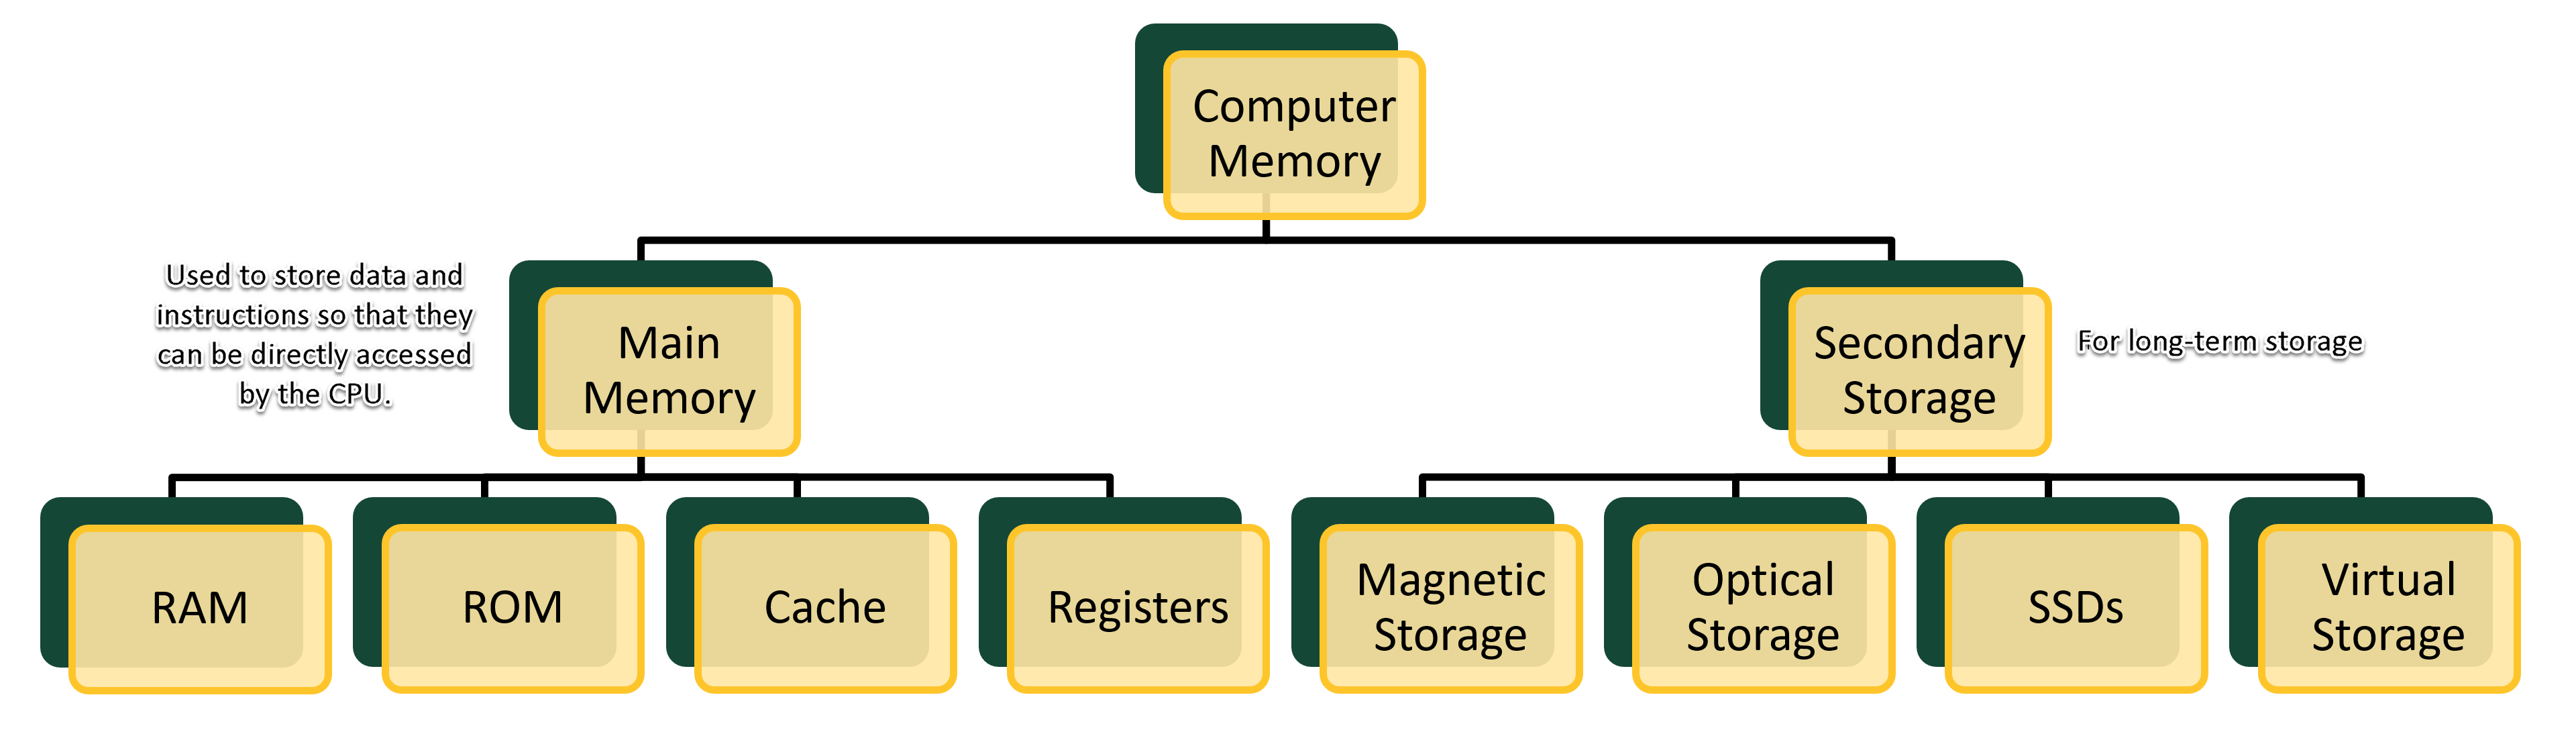 Computer
Memory
Used to store data and
instructions so that they
can be directly accessed
by the CPU.
Main
Memory
Secondary
Storage
For long-term storage
RAM
ROM
Cache
Registers
Magnetic
Storage
Optical
Storage
SSDs
Virtual
Storage